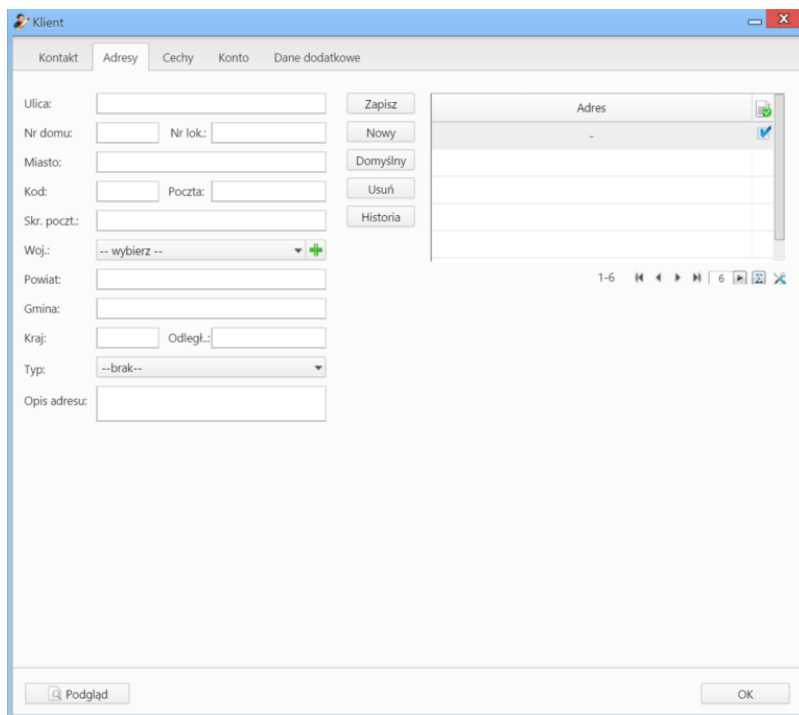 Klient
Kontakt Adresy Cechy Konto Dane dodatkowe
Ulica: Zapisz Adres
Nr domu: Nr lok.: Nowy -
Miasto: Domyślny
Kod: Poczta: Usuń
Skr. poczt.: Historia
Woj.: -- wybierz --
Powiat: 1-6 6
Gmina:
Kraj: Odległ..:
Typ: --brak--
Opis adresu:
Podgląd OK